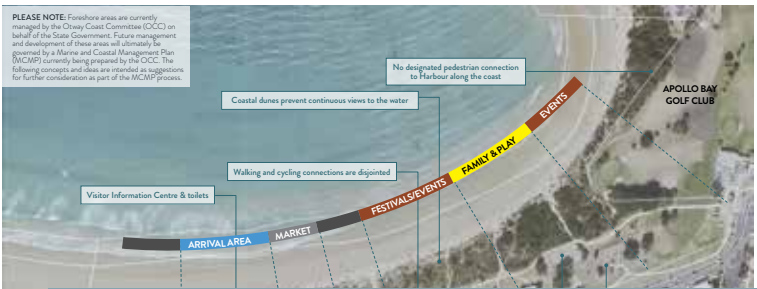 PLEASE NOTE: Foreshore areas are currently
managed by the Otway Coast Committee (OCC) on
behalf of the State Government. Future management
and development of these areas will ultimately be
governed by a Marine and Coastal Management Plan
(MCMP) currently being prepared by the OCC. The
following concepts and ideas are intended as suggestions
for further consideration as part of the MCMP process.
No designated pedestrian connection
to Harbour along the coast
APOLLO BAY
GOLF CLUB
Coastal dunes prevent continuous views to the water
EVENTS
FAMILY & PLAY
Walking and cycling connections are disjointed
FESTIVALS/EVENTS
Visitor Information Centre & toilets
MARKET
ARRIVAL AREA